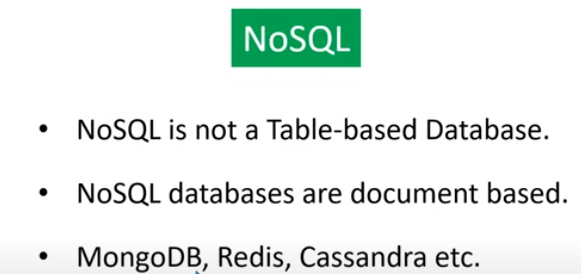 NoSQL
• NoSQL is not a Table-based Database.
• NoSQL databases are document based.
• MongoDB, Redis, Cassandra etc.